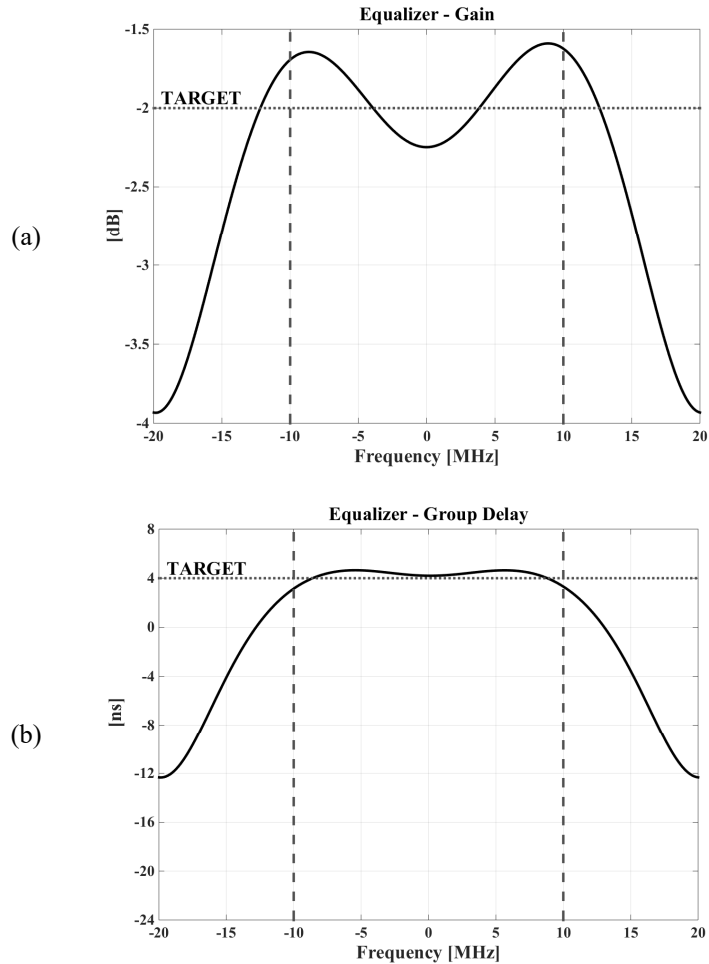 Equalizer - Gain
(a)
[dB]
TARGET
-1.5
-2
-2.5
-3
-3.5
-4
-20 -15 -10 -5 0 5 10 15 20
Frequency [MHz]
Equalizer - Group Delay
(b)
[ns]
TARGET
8
4
0
-4
-8
-12
-16
-20
-24
-20 -15 -10 -5 0 5 10 15 20
Frequency [MHz]